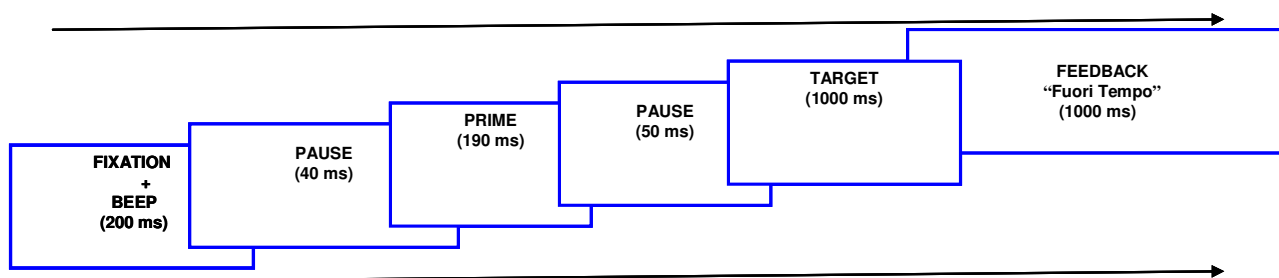 FIXATION
+
BEEP
(200 ms)
PAUSE
(40 ms)
PRIME
(190 ms)
PAUSE
(50 ms)
TARGET
(1000 ms)
FEEDBACK
“Fuori Tempo”
(1000 ms)